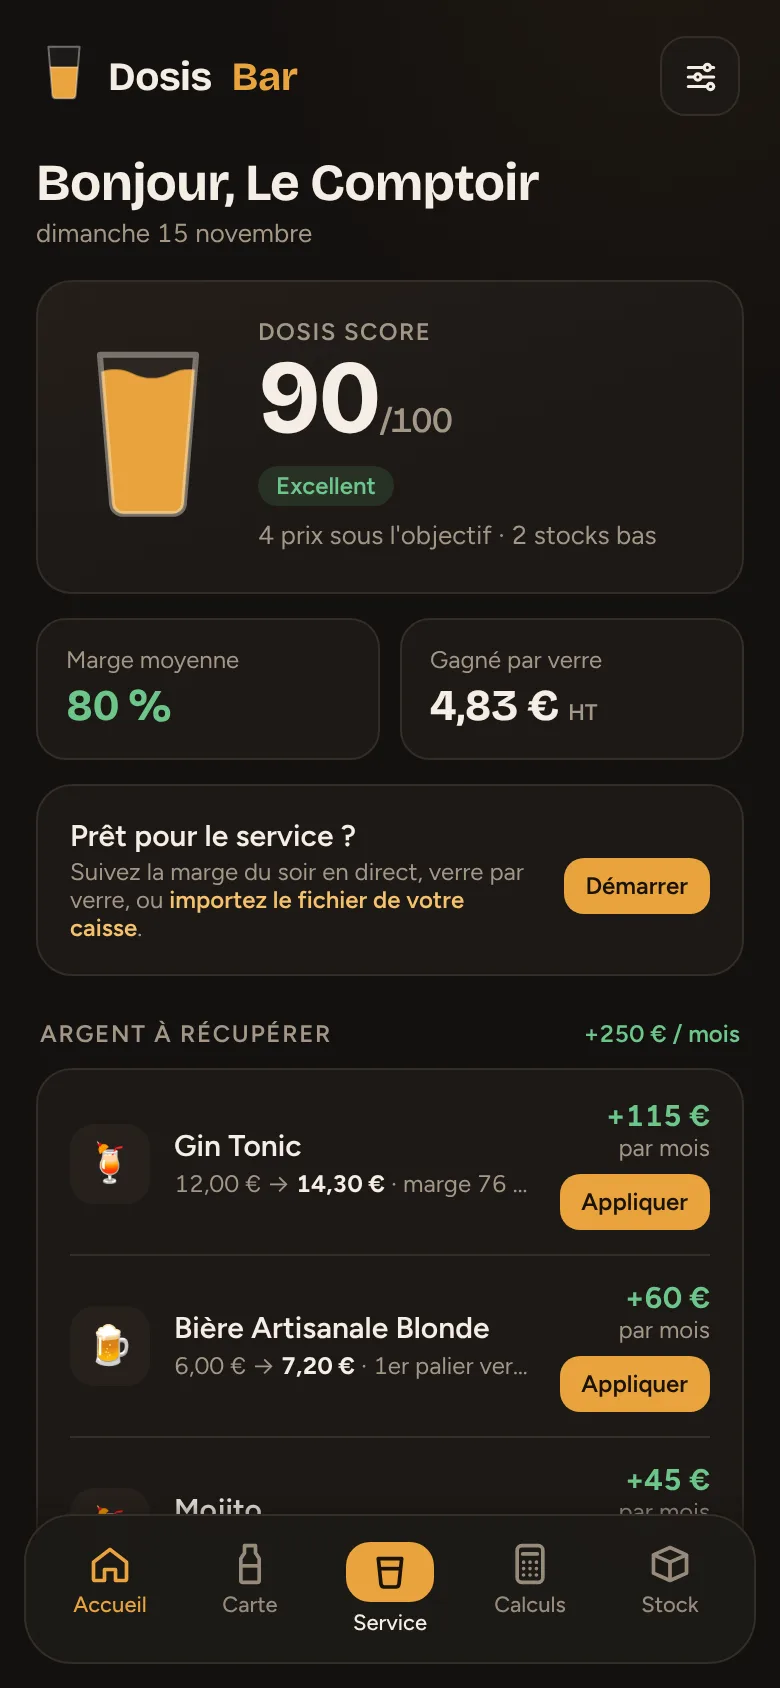 Dosis Bar
Bonjour, Le Comptoir
dimanche 15 novembre
DOSIS SCORE
90/100
Excellent
4 prix sous l'objectif · 2 stocks bas
Marge moyenne
80 %
Gagné par verre
4,83 € HT
Prêt pour le service ?
Suivez la marge du soir en direct, verre par
verre, ou importez le fichier de votre
caisse.
Démarrer
ARGENT À RÉCUPÉRER
+250 € / mois
Gin Tonic
12,00 € → 14,30 € · marge 76 ...
+115 €
par mois
Appliquer
Bière Artisanale Blonde
6,00 € → 7,20 € · 1er palier ver...
+60 €
par mois
Appliquer
Mojito
+45 €
par mois
Accueil
Carte
Service
Calculs
Stock